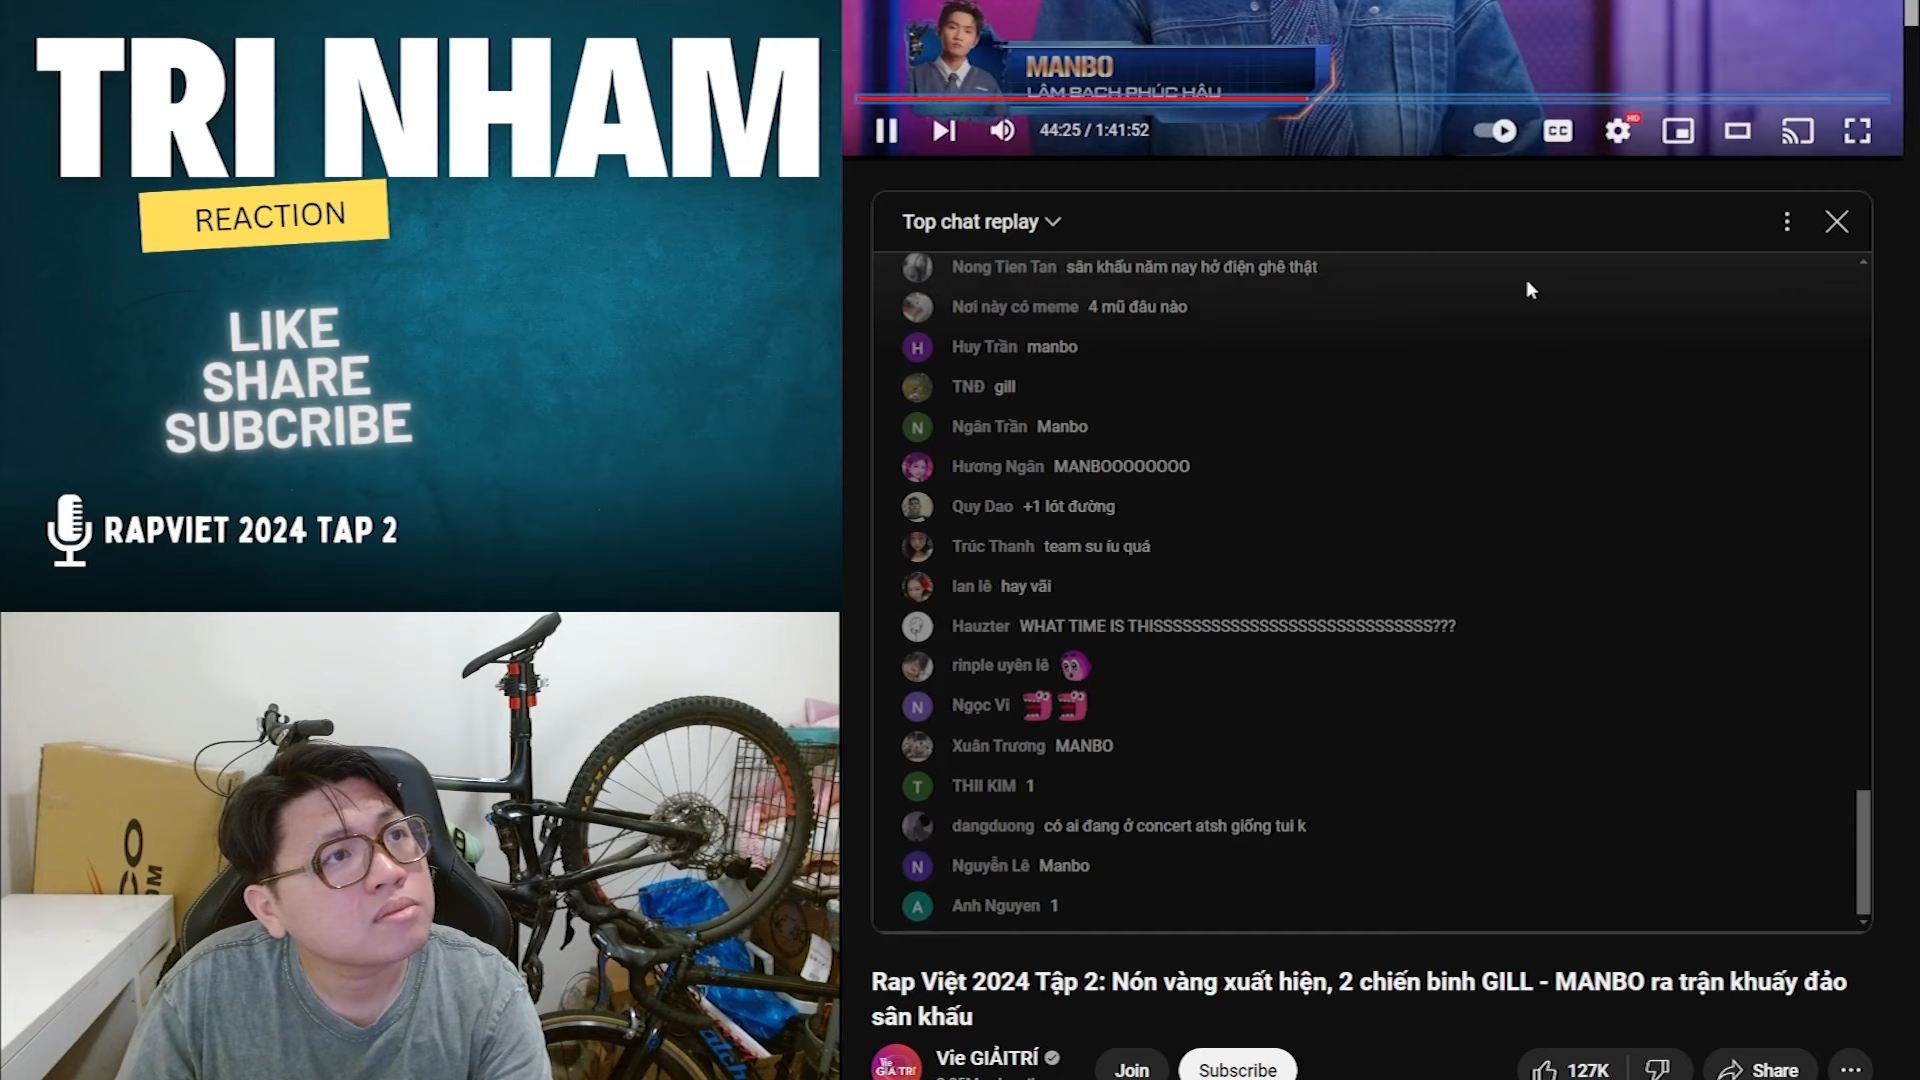 TRI NHAM
REACTION
LIKE
SHARE
SUBCRIBE
RAPVIET 2024 TAP 2
MANBO
LÂM BẠCH PHÚC HẬU
44:25 / 1:41:52
CC
HD
Top chat replay
Nong Tien Tan sân khấu năm nay hở điện ghê thật
Nơi này có meme 4 mũ đâu nào
H Huy Trần manbo
TNĐ gill
N Ngân Trần Manbo
Hương Ngân MANBOOOOOOOO
Quy Dao +1 lót đường
Trúc Thanh team su íu quá
lan lê hay vãi
Hauzter WHAT TIME IS THISSSSSSSSSSSSSSSSSSSSSSSSSSSSS???
rinple uyên lê
N Ngọc Vi
Xuân Trương MANBO
T THII KIM 1
dangduong có ai đang ở concert atsh giống tui k
N Nguyễn Lê Manbo
A Anh Nguyen 1
Rap Việt 2024 Tập 2: Nón vàng xuất hiện, 2 chiến binh GILL - MANBO ra trận khuấy đảo
sân khấu
Vie GIẢI TRÍ
Vie GIẢITRÍ
Join
Subscribe
127K
Share